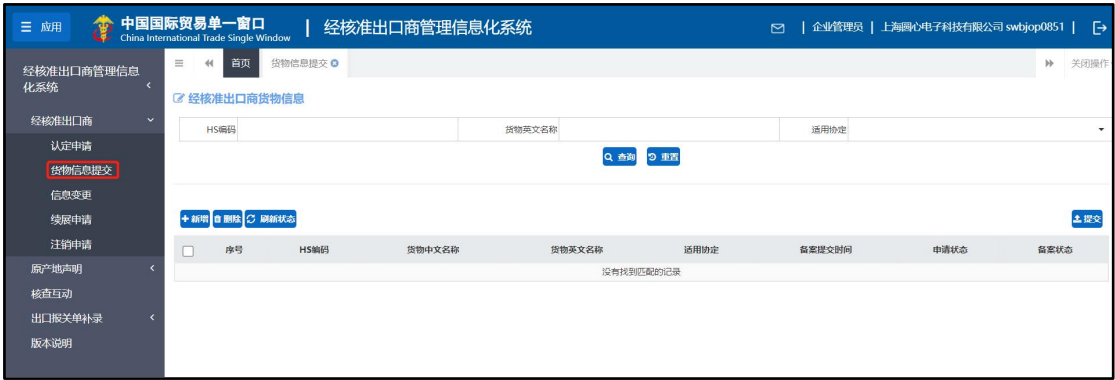 应用
中国国际贸易单一窗口
China International Trade Single Window
经核准出口商管理信息化系统
企业管理员
上海圆心电子科技有限公司 swbjop0851
经核准出口商管理信息
化系统
首页
货物信息提交
关闭操作
经核准出口商货物信息
经核准出口商
认定申请
货物信息提交
信息变更
续展申请
注销申请
原产地声明
核查互动
出口报关单补录
版本说明
HS编码
货物英文名称
适用协定
查询
重置
新增
删除
刷新状态
提交
序号
HS编码
货物中文名称
货物英文名称
适用协定
备案提交时间
申请状态
备案状态
没有找到匹配的记录